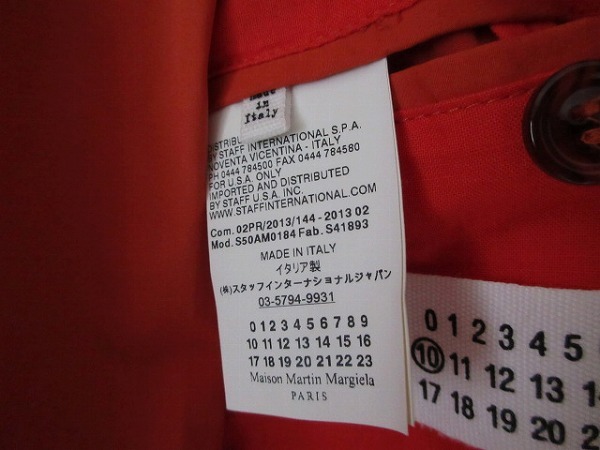 Made
in
Italy
BY STAFF INTERNATIONAL S.P.A.
NOVENTA VICENTINA - ITALY
PH 0444 784500 FAX 0444 784580
for U.S.A. ONLY
IMPORTED AND DISTRIBUTED
BY STAFF U.S.A. INC.
WWW.STAFFINTERNATIONAL.COM
Com. 02PR/2013/144 - 2013 02
Mod. S50AM0184 Fab. S41893
MADE IN ITALY
イタリア製
(株)スタッフインターナショナルジャパン
03-5794-9931
0 1 2 3 4 5 6 7 8 9
10 11 12 13 14 15 16
17 18 19 20 21 22 23
Maison Martin Margiela
PARIS
0 1 2 3 4 5
10 11 12 13
17 18 19 20 21